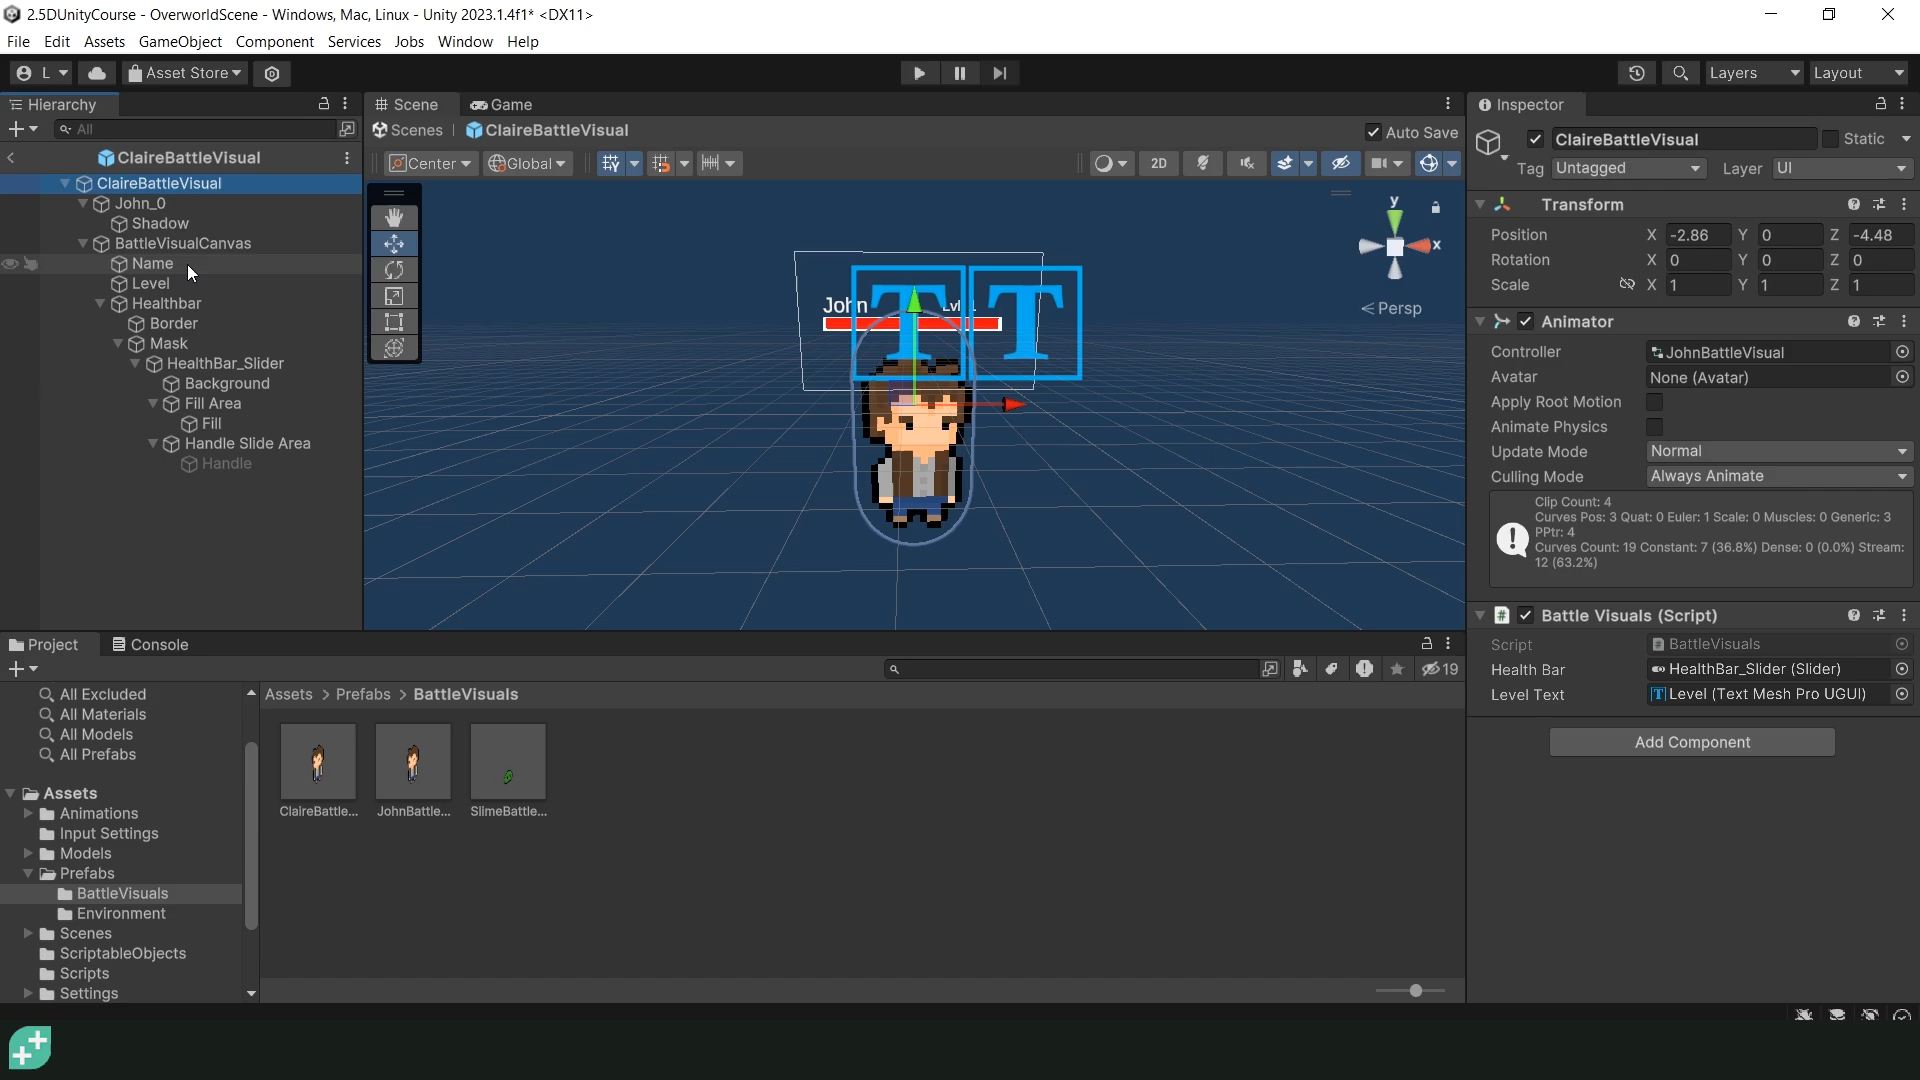 2.5DUnityCourse - OverworldScene - Windows, Mac, Linux - Unity 2023.1.4f1* <DX11>
File Edit Assets GameObject Component Services Jobs Window Help
L Asset Store Layers Layout
Hierarchy
All
ClaireBattleVisual
ClaireBattleVisual
John_0
Shadow
BattleVisualCanvas
Name
Level
Healthbar
Border
Mask
HealthBar_Slider
Background
Fill Area
Fill
Handle Slide Area
Handle
Scene Game
Scenes ClaireBattleVisual Auto Save
Center Global 2D
y
x
Persp
John
T T
Inspector
ClaireBattleVisual Static
Tag Untagged Layer UI
Transform
Position X -2.86 Y 0 Z -4.48
Rotation X 0 Y 0 Z 0
Scale X 1 Y 1 Z 1
Animator
Controller JohnBattleVisual
Avatar None (Avatar)
Apply Root Motion
Animate Physics
Update Mode Normal
Culling Mode Always Animate
Clip Count: 4
Curves Pos: 3 Quat: 0 Euler: 1 Scale: 0 Muscles: 0 Generic: 3
PPtr: 4
Curves Count: 19 Constant: 7 (36.8%) Dense: 0 (0.0%) Stream:
12 (63.2%)
# Battle Visuals (Script)
Script BattleVisuals
Health Bar HealthBar_Slider (Slider)
Level Text Level (Text Mesh Pro UGUI)
Add Component
Project Console
19
All Excluded
All Materials
All Models
All Prefabs
Assets
Animations
Input Settings
Models
Prefabs
BattleVisuals
Environment
Scenes
ScriptableObjects
Scripts
Settings
Assets > Prefabs > BattleVisuals
ClaireBattle... JohnBattle... SlimeBattle...